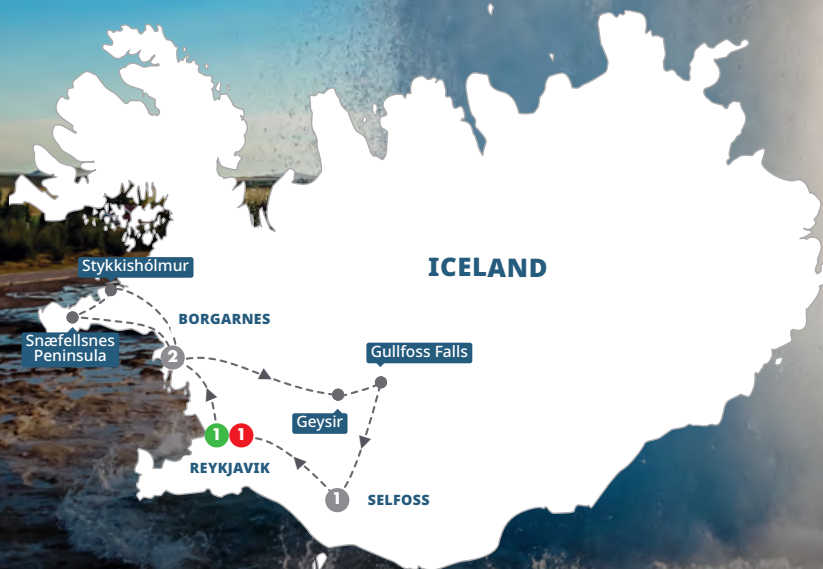 Stykkishólmur
ICELAND
BORGARNES
Snæfellsnes
Peninsula
2
Gullfoss Falls
Geysir
1 1
REYKJAVIK
1
SELFOSS